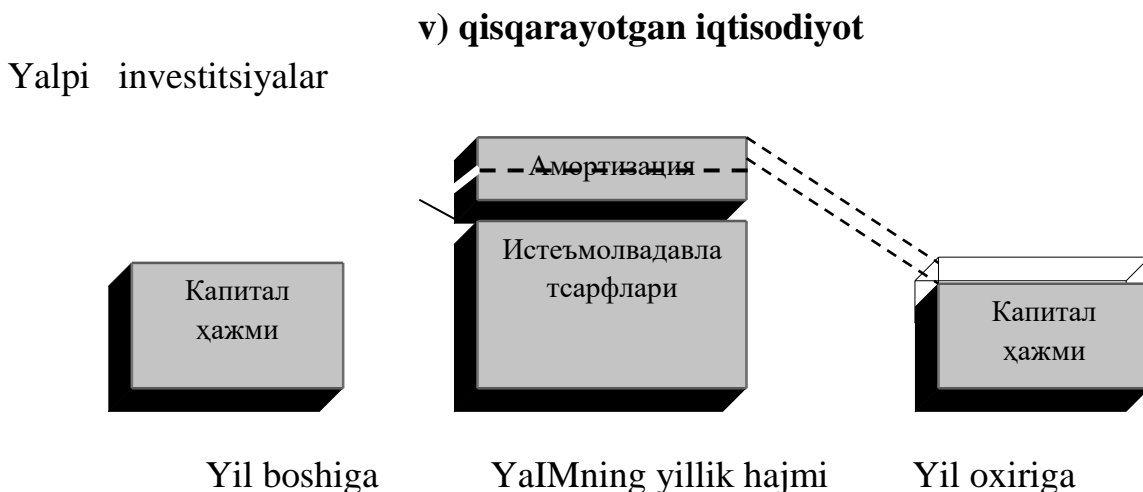 v) qisqarayotgan iqtisodiyot
Yalpi investitsiyalar
Амортизация
Истеъмолвадавла
тсарфлари
Капитал
ҳажми
Капитал
ҳажми
Yil boshiga YaIMning yillik hajmi Yil oxiriga